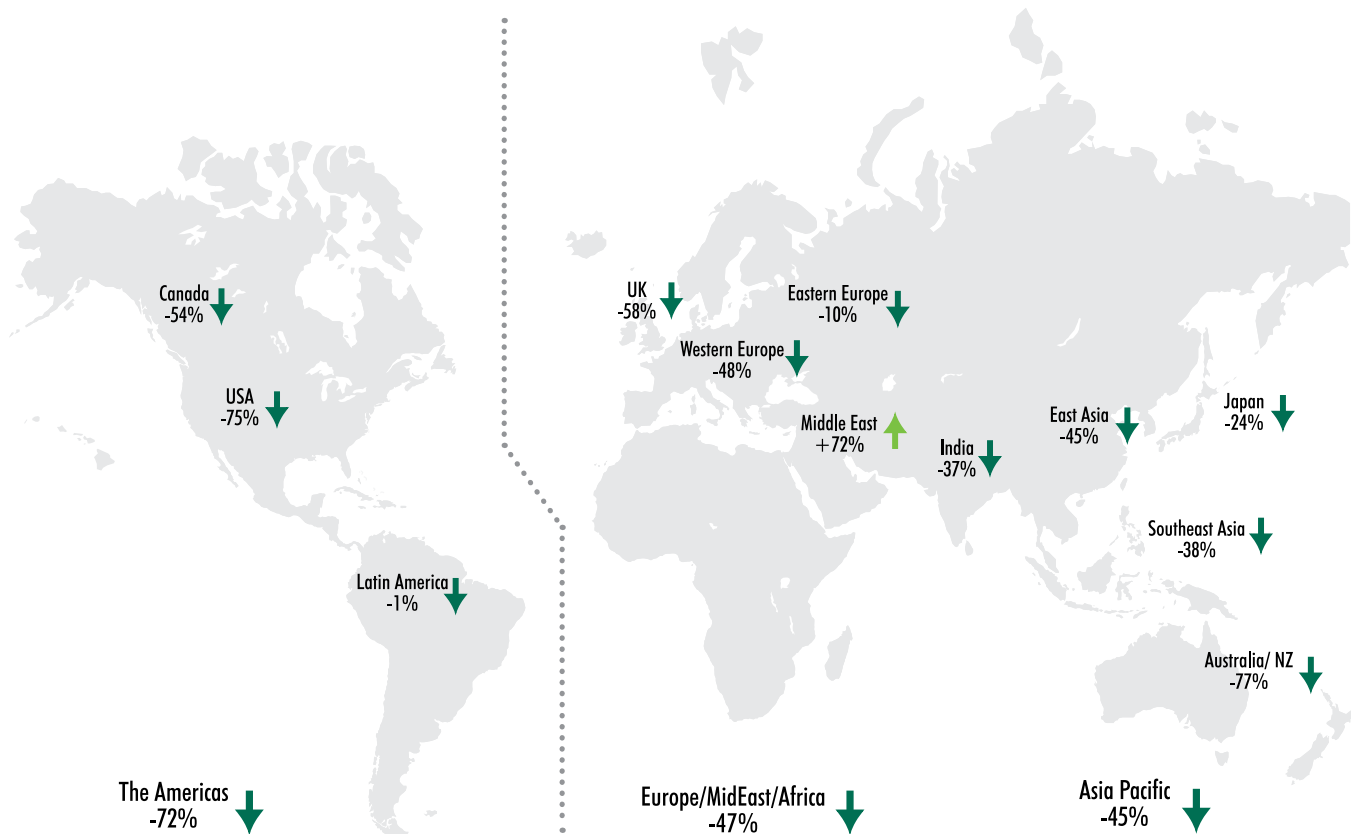 Canada
-54%
USA
-75%
Latin America
-1%
The Americas
-72%
UK
-58%
Eastern Europe
-10%
Western Europe
-48%
Middle East
+72%
India
-37%
East Asia
-45%
Japan
-24%
Southeast Asia
-38%
Australia/ NZ
-77%
Europe/MidEast/Africa
-47%
Asia Pacific
-45%